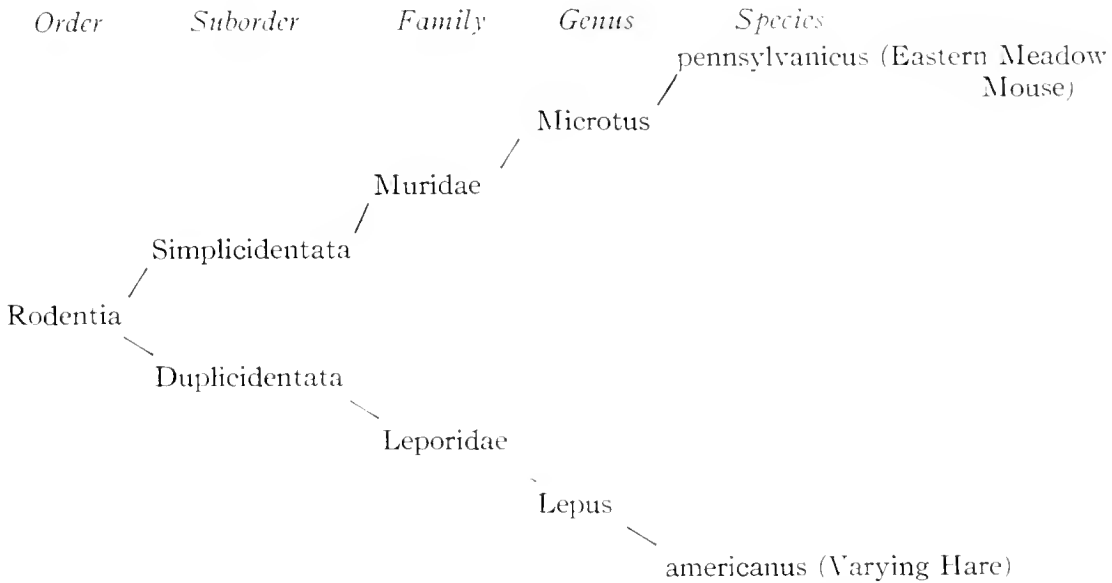 Order Suborder Family Genus Species
pennsylvanicus (Eastern Meadow
Mouse)
Microtus
Muridae
Simplicidentata
Rodentia
Duplicidentata
Leporidae
Lepus
americanus (Varying Hare)